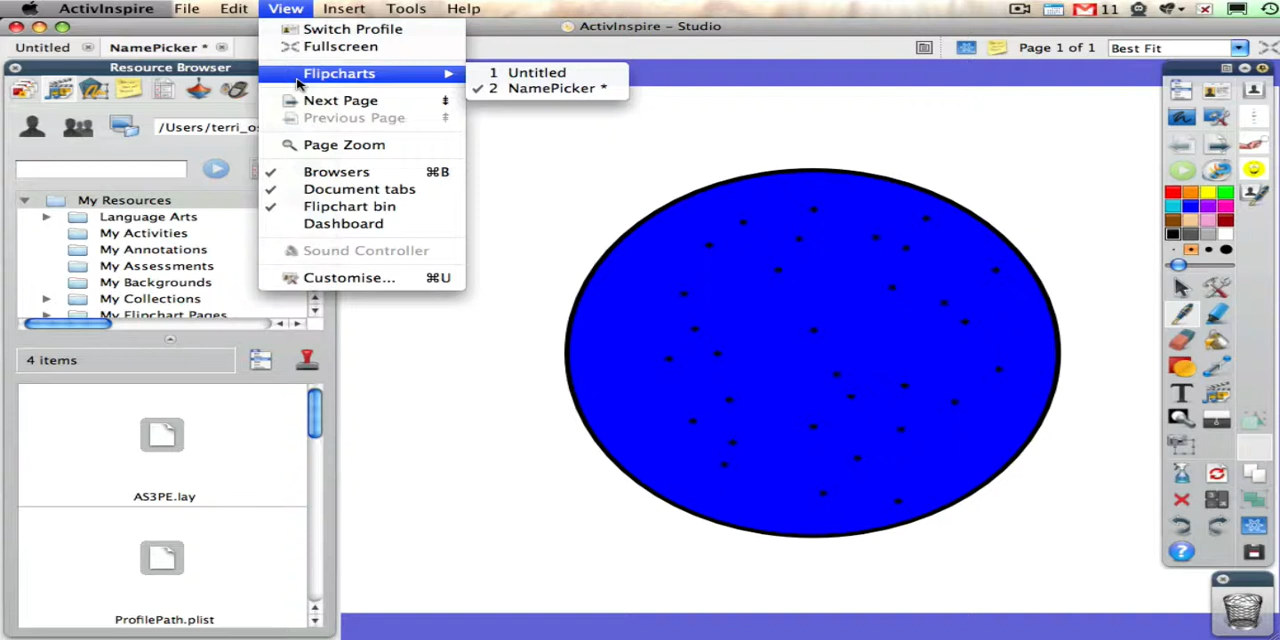 ActivInspire File Edit View Insert Tools Help 11
ActivInspire – Studio
Untitled NamePicker * Page 1 of 1 Best Fit
Resource Browser
/Users/terri_os
My Resources
Language Arts
My Activities
My Annotations
My Assessments
My Backgrounds
My Collections
My Flipchart Pages
4 items
AS3PE.lay
ProfilePath.plist
Switch Profile
Fullscreen
Flipcharts
Next Page
Previous Page
Page Zoom
Browsers ⌘B
Document tabs
Flipchart bin
Dashboard
Sound Controller
Customise... ⌘U
1 Untitled
2 NamePicker *
T
?